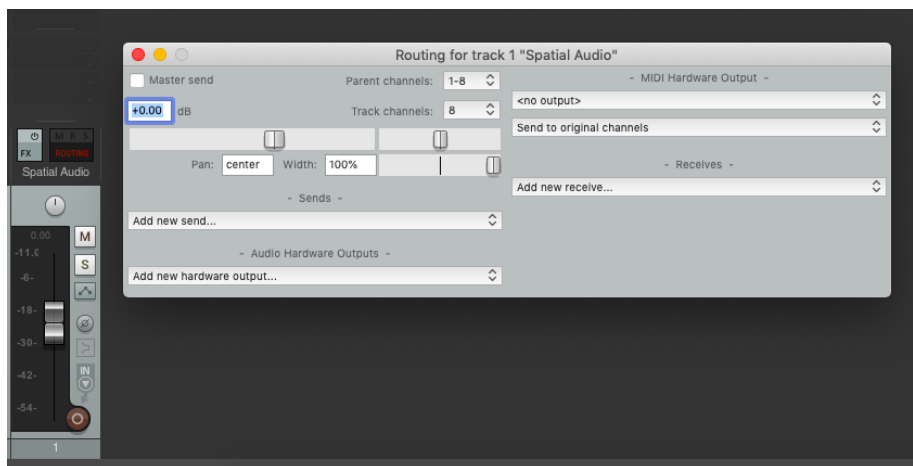 Routing for track 1 "Spatial Audio"
Master send
Parent channels: 1-8
- MIDI Hardware Output -
+0.00 dB
Track channels: 8
<no output>
Send to original channels
Pan: center Width: 100%
- Receives -
- Sends -
Add new receive...
Add new send...
- Audio Hardware Outputs -
Add new hardware output...
M R S
FX ROUTING
Spatial Audio
0.00
M
S
-6-
-18-
-30-
-42-
IN
-54-
1